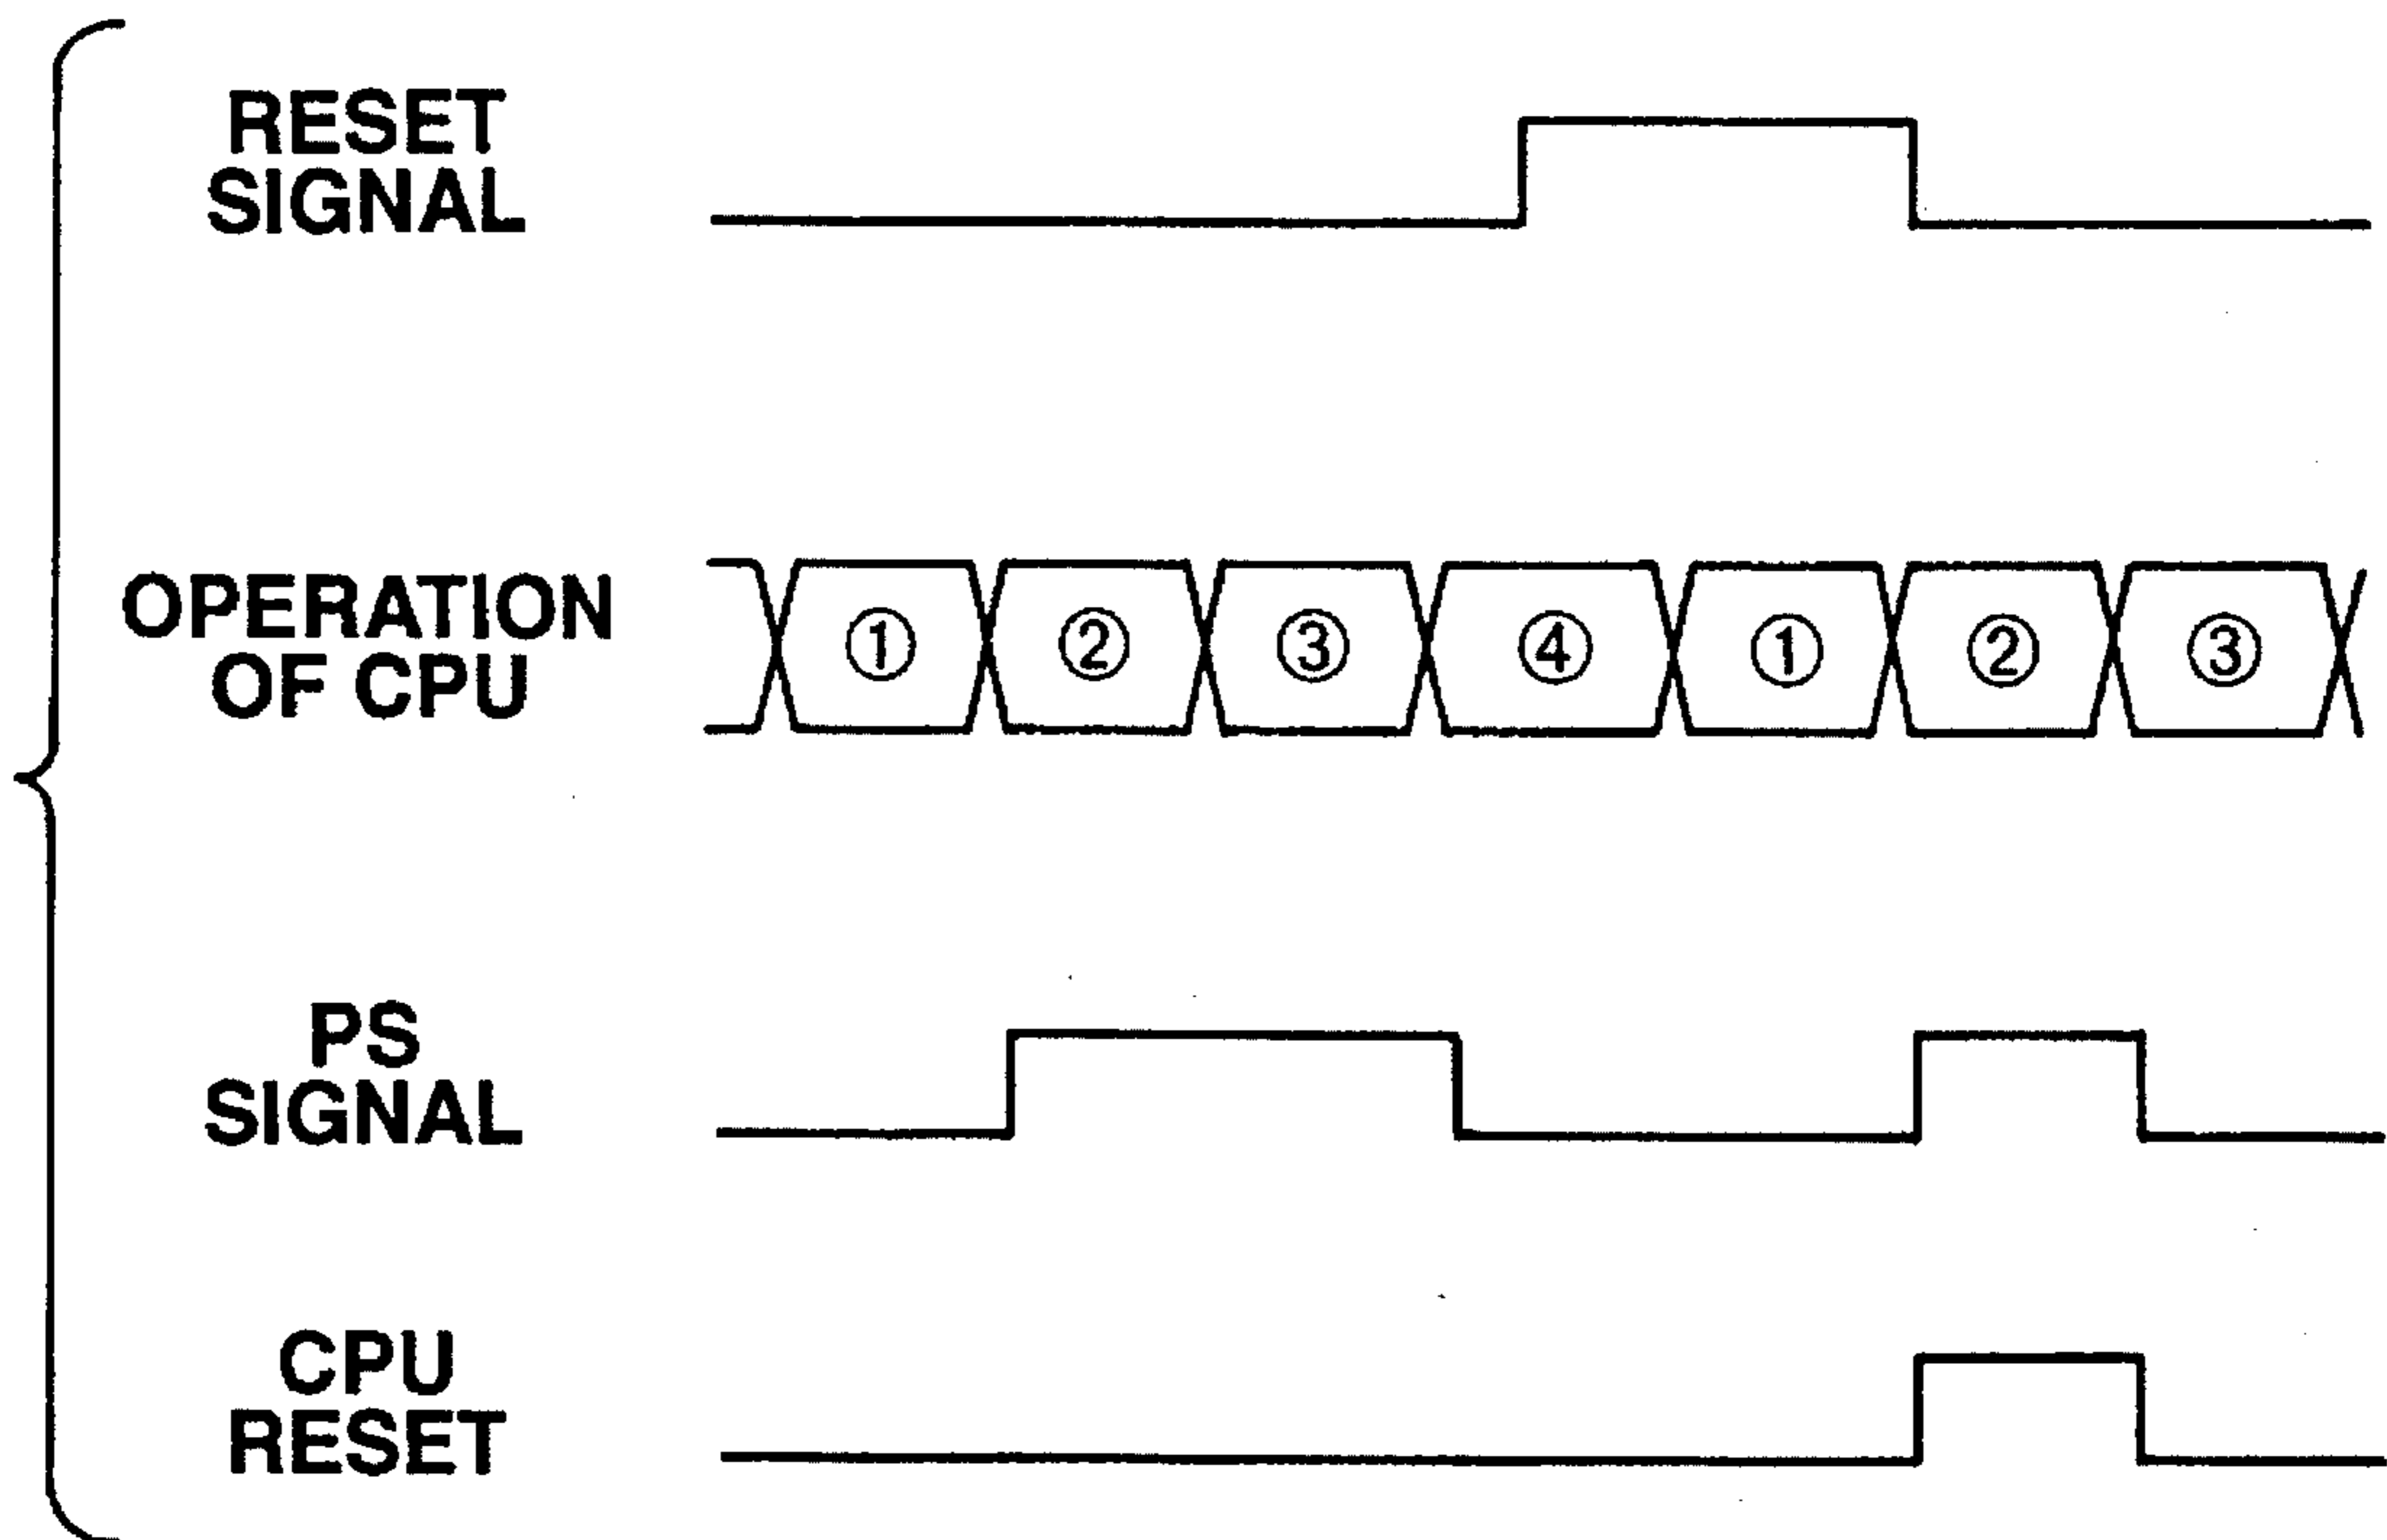 RESET
SIGNAL
OPERATION
OF CPU
① ② ③ ④ ① ② ③
PS
SIGNAL
CPU
RESET